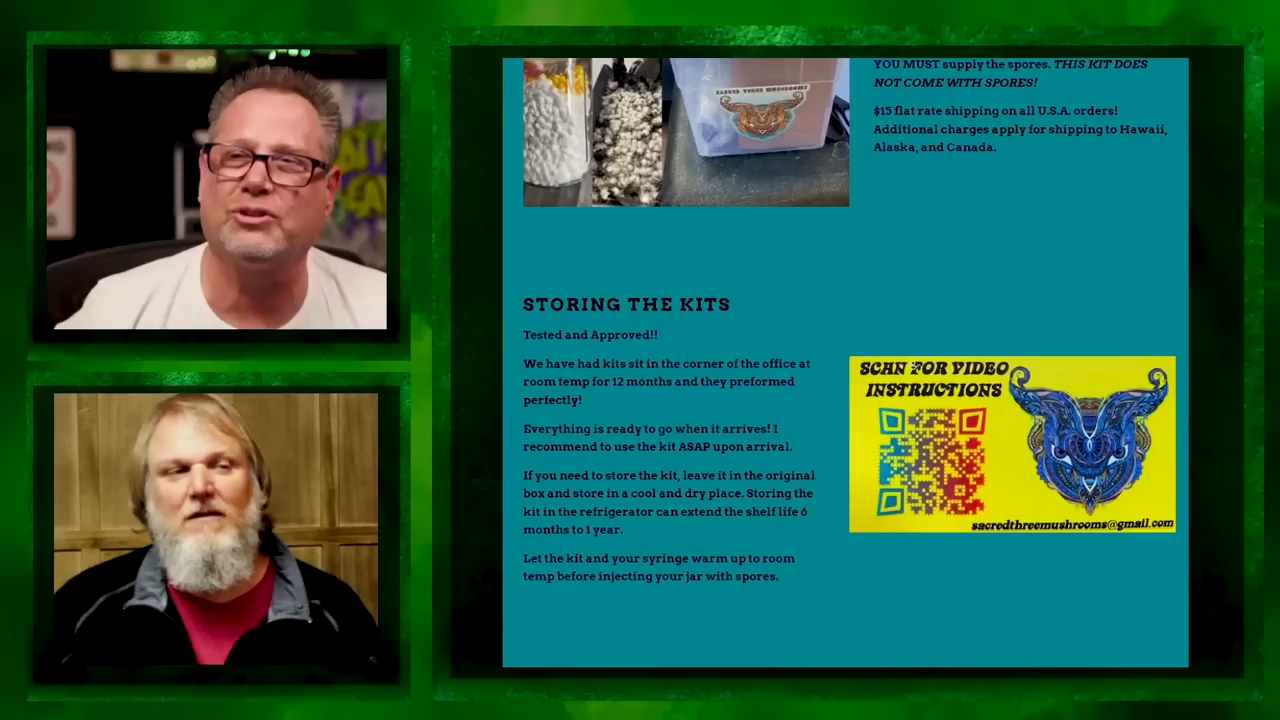 SACRED THREE MUSHROOMS
YOU MUST supply the spores. THIS KIT DOES
NOT COME WITH SPORES!
$15 flat rate shipping on all U.S.A. orders!
Additional charges apply for shipping to Hawaii,
Alaska, and Canada.
STORING THE KITS
Tested and Approved!!
We have had kits sit in the corner of the office at
room temp for 12 months and they preformed
perfectly!
Everything is ready to go when it arrives! I
recommend to use the kit ASAP upon arrival.
If you need to store the kit, leave it in the original
box and store in a cool and dry place. Storing the
kit in the refrigerator can extend the shelf life 6
months to 1 year.
Let the kit and your syringe warm up to room
temp before injecting your jar with spores.
SCAN FOR VIDEO
INSTRUCTIONS
sacredthreemushrooms@gmail.com